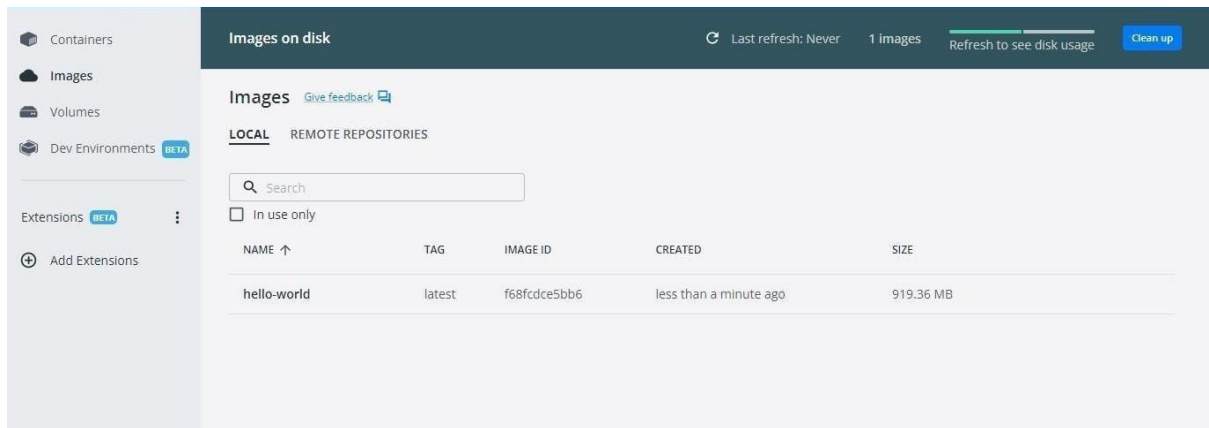 Containers
Images
Volumes
Dev Environments BETA
Extensions BETA
Add Extensions
Images on disk
Last refresh: Never
1 images
Refresh to see disk usage
Clean up
Images Give feedback
LOCAL REMOTE REPOSITORIES
Search
In use only
NAME TAG IMAGE ID CREATED SIZE
hello-world latest f68fcdce5bb6 less than a minute ago 919.36 MB